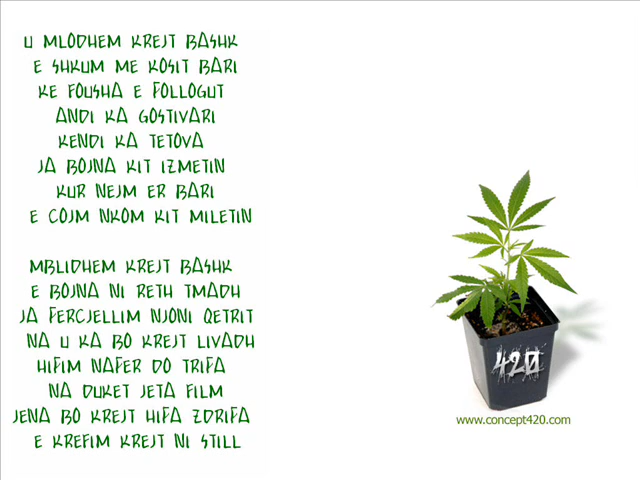 U MLODHEM KREJT BASHK
E SHKUM ME KOSIT BARI
KE FOUSHA E FOLLOGUT
ANDI KA GOSTIVARI
KENDI KA TETOVA
JA BOJNA KIT IZMETIN
KUR NEJM ER BARI
E COJM NKOM KIT MILETIN
MBLIDHEM KREJT BASHK
E BOJNA NI RETH TMADH
JA FERCJELLIM NJONI QETRIT
NA U KA BO KREJT LIVADH
HIFIM NAFER DO TRIFA
NA DUKET JETA FILM
JENA BO KREJT HIFA ZDRIFA
E KREFIM KREJT NI STILL
420
www.concept420.com